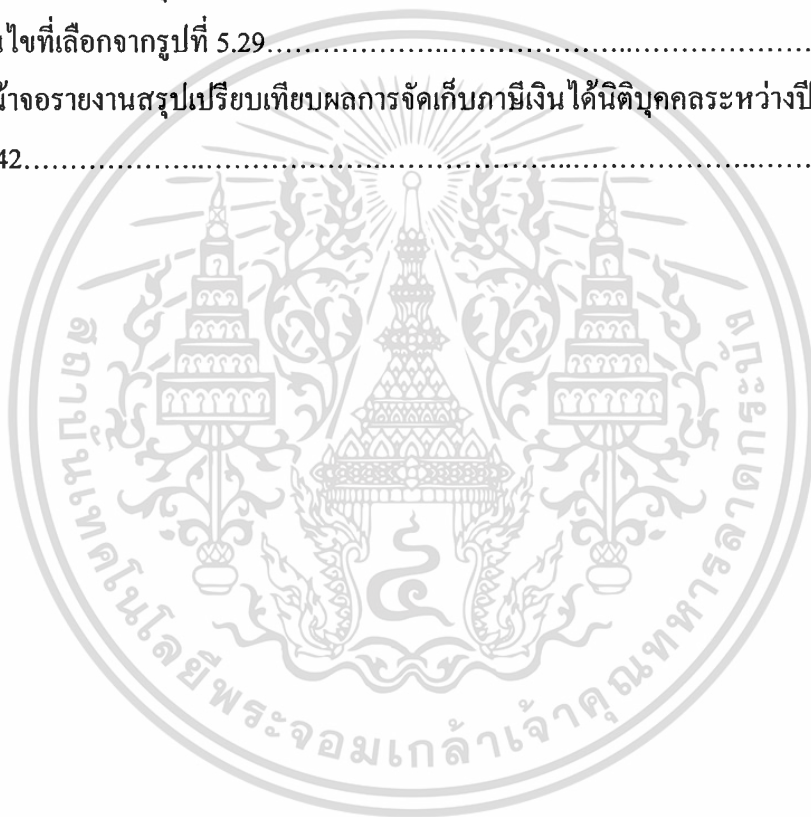 นไขที่เลือกจากรูปที่ 5.29……………………………………………………
น้าจอรายงานสรุปเปรียบเทียบผลการจัดเก็บภาษีเงินได้นิติบุคคลระหว่างปี
42……………………………………………………………………………
สถาบันเทคโนโลยีพระจอมเกล้าเจ้าคุณทหารลาดกระบัง